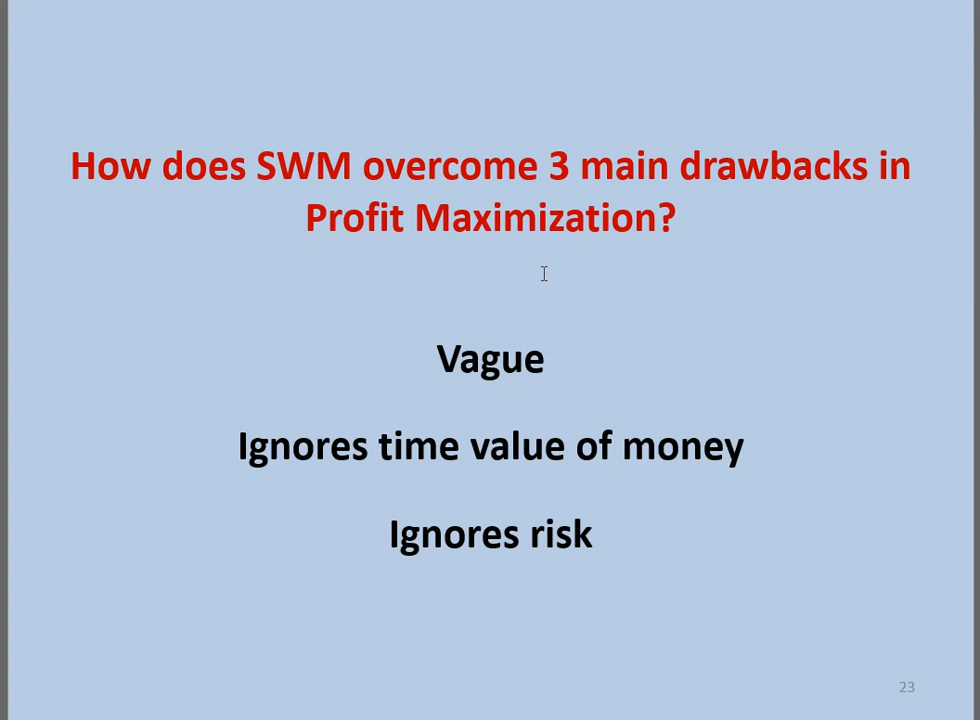 How does SWM overcome 3 main drawbacks in
Profit Maximization?
Vague
Ignores time value of money
Ignores risk
23